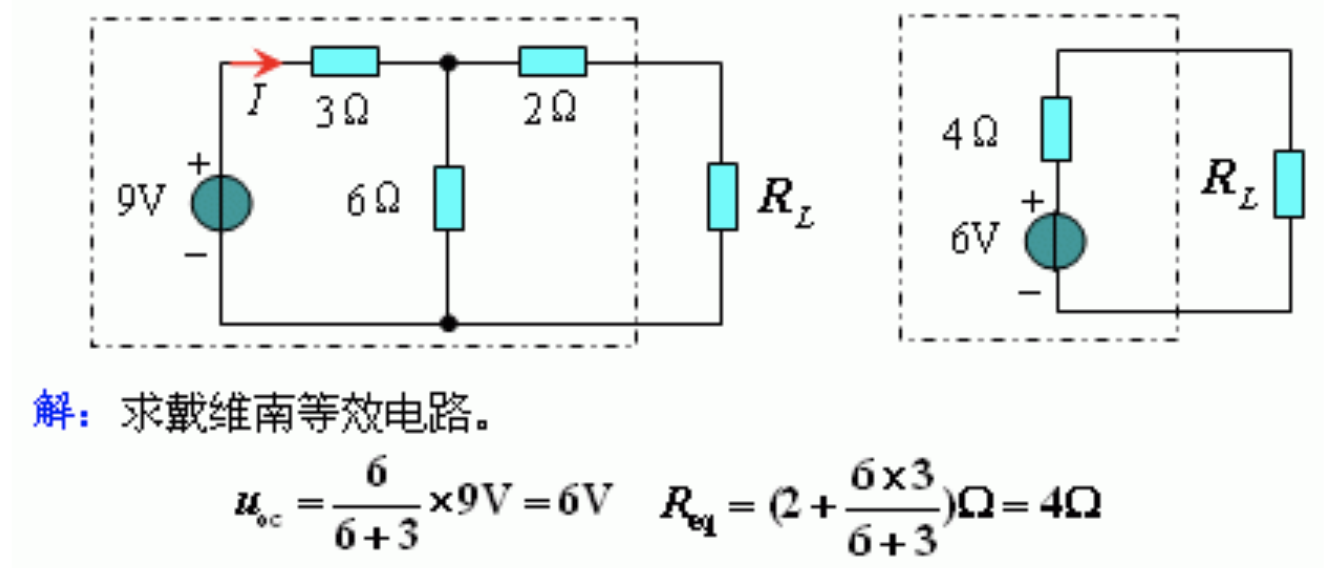 I
3Ω
2Ω
+
9V
−
6Ω
R_L
4Ω
+
6V
−
R_L
解：求戴维南等效电路。
u_oc = 6/(6+3) ×9V = 6V R_eq = (2 + (6×3)/(6+3))Ω = 4Ω